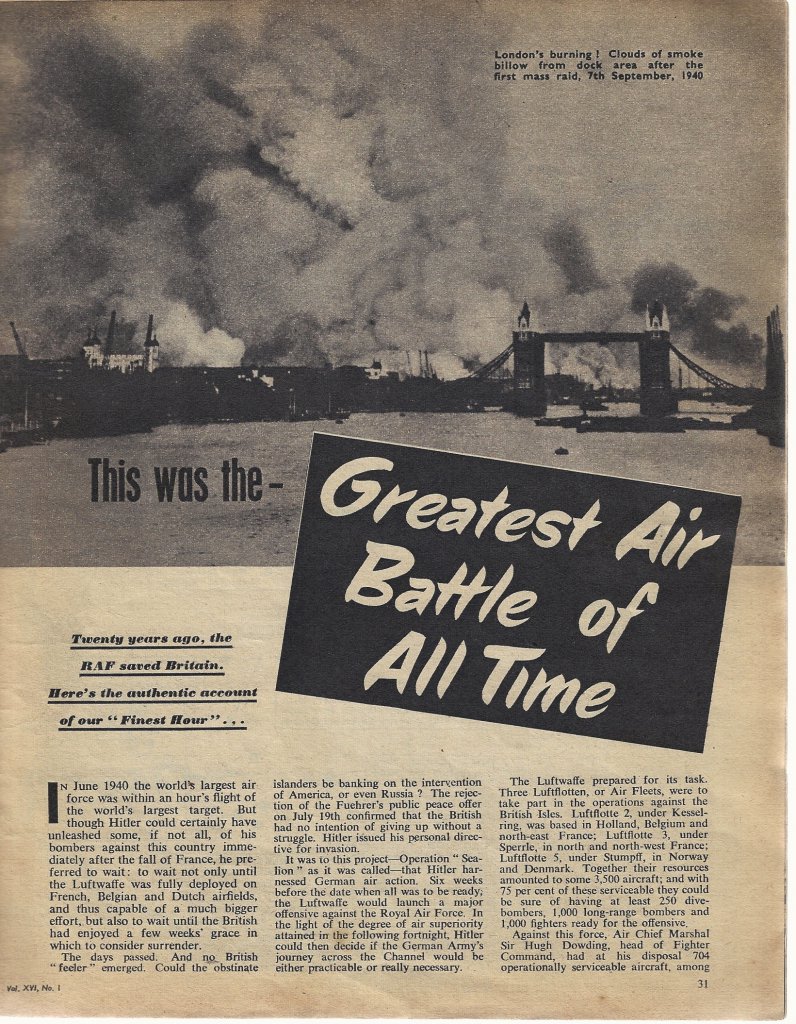 London's burning! Clouds of smoke
billow from dock area after the
first mass raid, 7th September, 1940
This was the -
Greatest Air
Battle of
All Time
Twenty years ago, the
RAF saved Britain.
Here's the authentic account
of our "Finest Hour" . . .
IN June 1940 the world's largest air
force was within an hour's flight of
the world's largest target. But
though Hitler could certainly have
unleashed some, if not all, of his
bombers against this country imme-
diately after the fall of France, he pre-
ferred to wait: to wait not only until
the Luftwaffe was fully deployed on
French, Belgian and Dutch airfields,
and thus capable of a much bigger
effort, but also to wait until the British
had enjoyed a few weeks' grace in
which to consider surrender.
The days passed. And no British
"feeler" emerged. Could the obstinate
islanders be banking on the intervention
of America, or even Russia? The rejec-
tion of the Fuehrer's public peace offer
on July 19th confirmed that the British
had no intention of giving up without a
struggle. Hitler issued his personal direc-
tive for invasion.
It was to this project—Operation "Sea-
lion" as it was called—that Hitler har-
nessed German air action. Six weeks
before the date when all was to be ready,
the Luftwaffe would launch a major
offensive against the Royal Air Force. In
the light of the degree of air superiority
attained in the following fortnight, Hitler
could then decide if the German Army's
journey across the Channel would be
either practicable or really necessary.
The Luftwaffe prepared for its task.
Three Luftflotten, or Air Fleets, were to
take part in the operations against the
British Isles. Luftflotte 2, under Kessel-
ring, was based in Holland, Belgium and
north-east France; Luftflotte 3, under
Sperrle, in north and north-west France;
Luftflotte 5, under Stumpff, in Norway
and Denmark. Together their resources
amounted to some 3,500 aircraft; and with
75 per cent of these serviceable they could
be sure of having at least 250 dive-
bombers, 1,000 long-range bombers and
1,000 fighters ready for the offensive.
Against this force, Air Chief Marshal
Sir Hugh Dowding, head of Fighter
Command, had at his disposal 704
operationally serviceable aircraft, among
Vol. XVI, No. 1
31